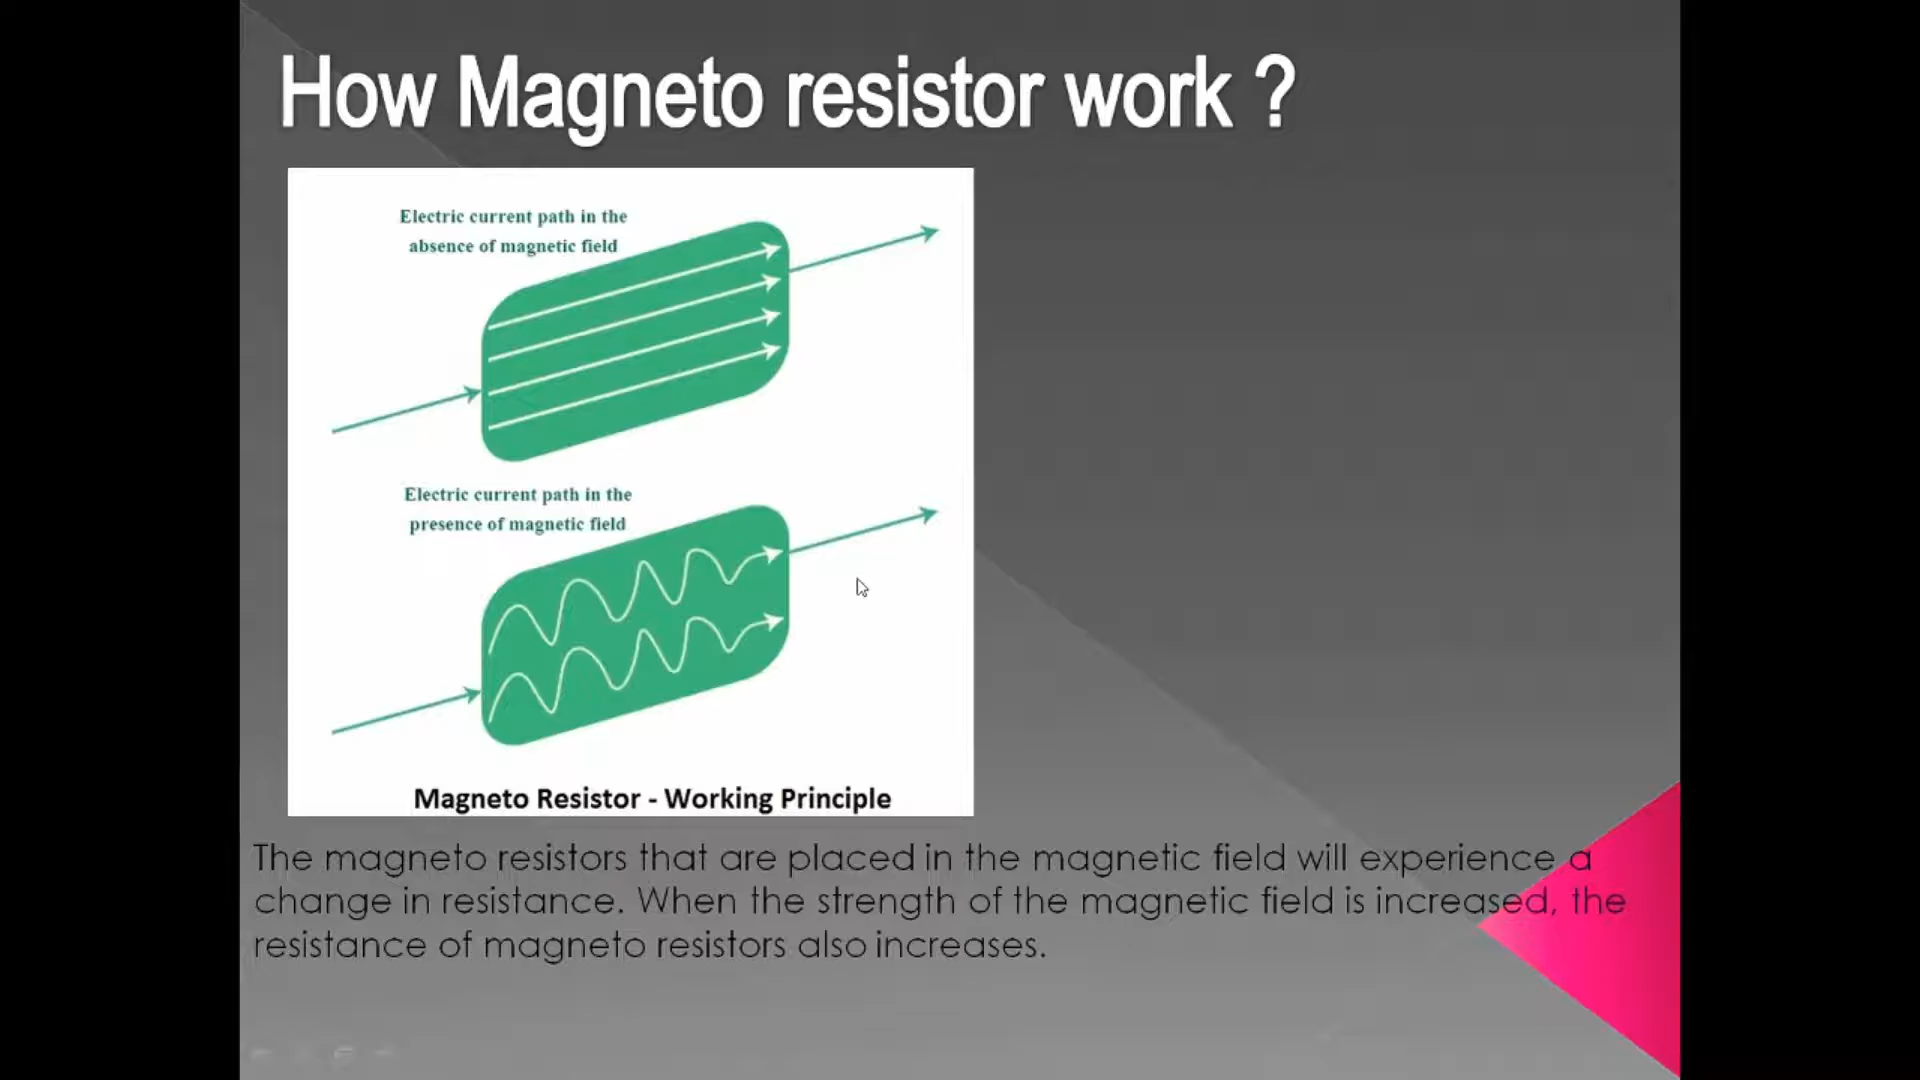 How Magneto resistor work ?
Electric current path in the
absence of magnetic field
Electric current path in the
presence of magnetic field
Magneto Resistor - Working Principle
The magneto resistors that are placed in the magnetic field will experience a
change in resistance. When the strength of the magnetic field is increased, the
resistance of magneto resistors also increases.